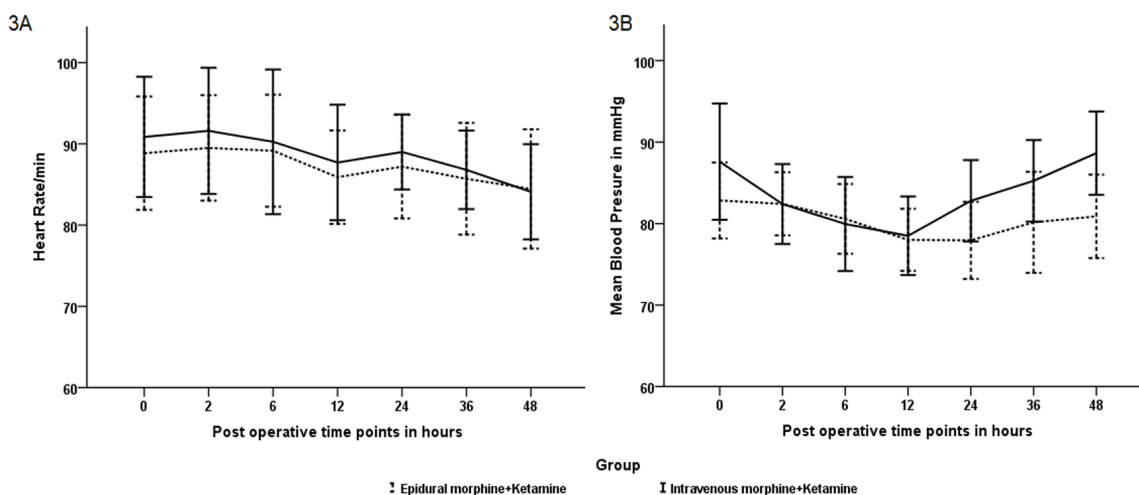 3A
3B
100
90
80
70
60
Heart Rate/min
0 2 6 12 24 36 48
Post operative time points in hours
100
90
80
70
60
Mean Blood Presure in mmHg
0 2 6 12 24 36 48
Post operative time points in hours
Group
Epidural morphine+Ketamine
Intravenous morphine+Ketamine